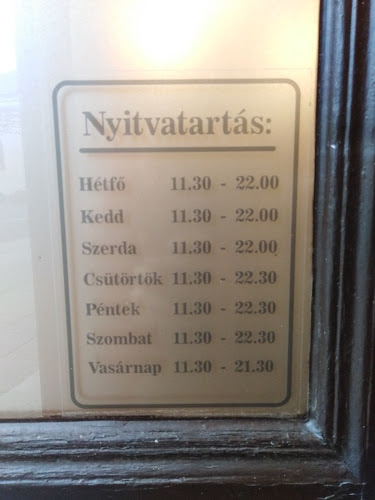 Nyitvatartás:
Hétfő 11.30 - 22.00
Kedd 11.30 - 22.00
Szerda 11.30 - 22.00
Csütörtök 11.30 - 22.30
Péntek 11.30 - 22.30
Szombat 11.30 - 22.30
Vasárnap 11.30 - 21.30